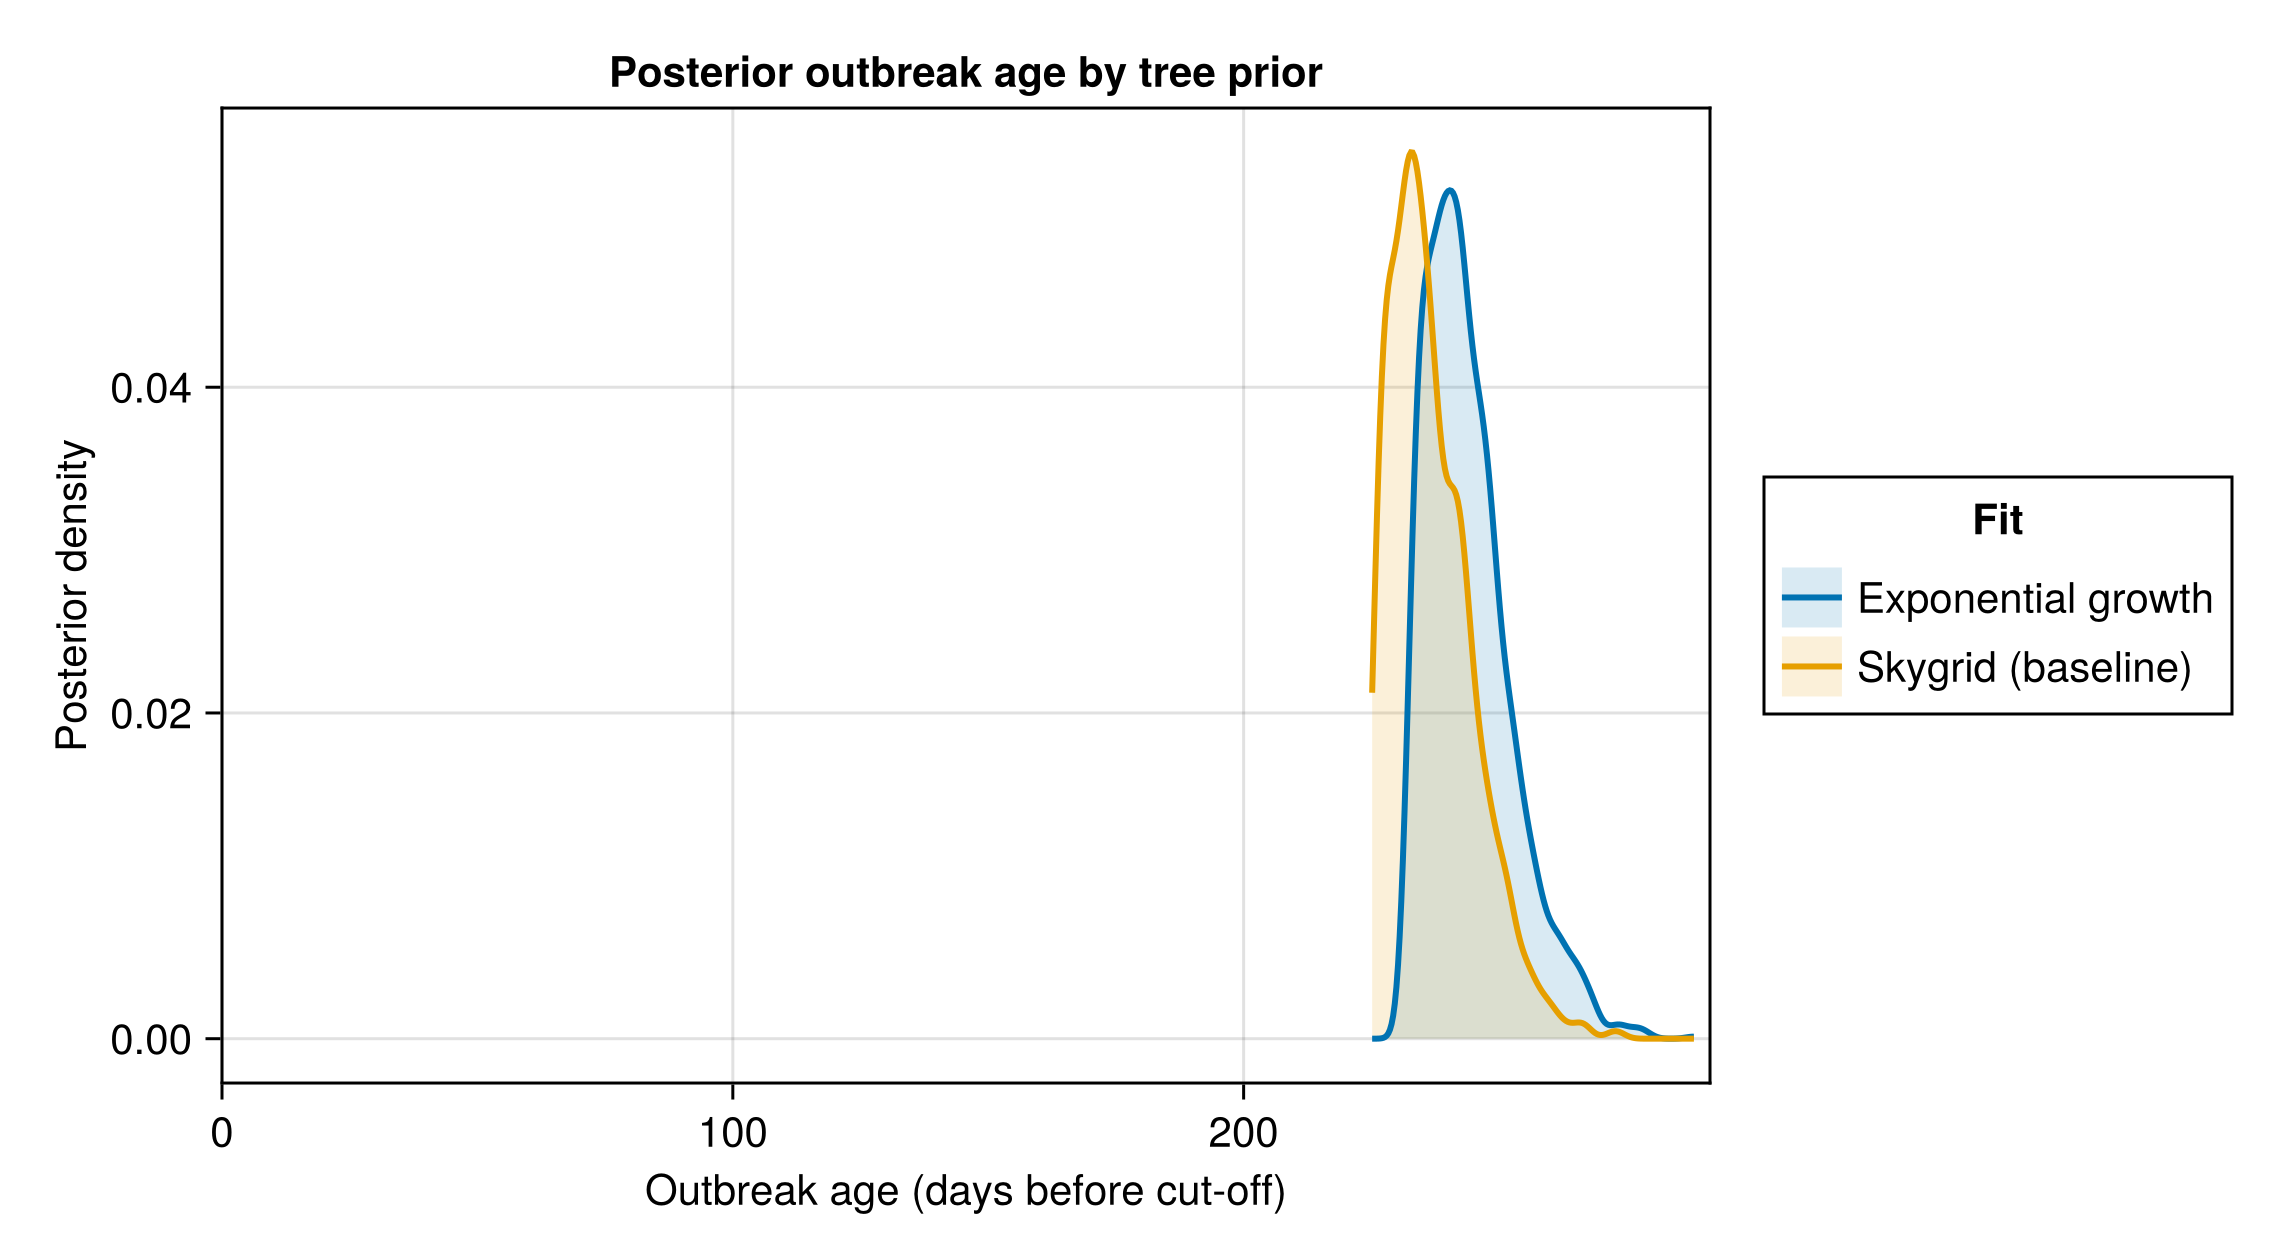 Posterior outbreak age by tree prior
Posterior density
0.04
0.02
0.00
0
100
200
Outbreak age (days before cut-off)
Fit
Exponential growth
Skygrid (baseline)